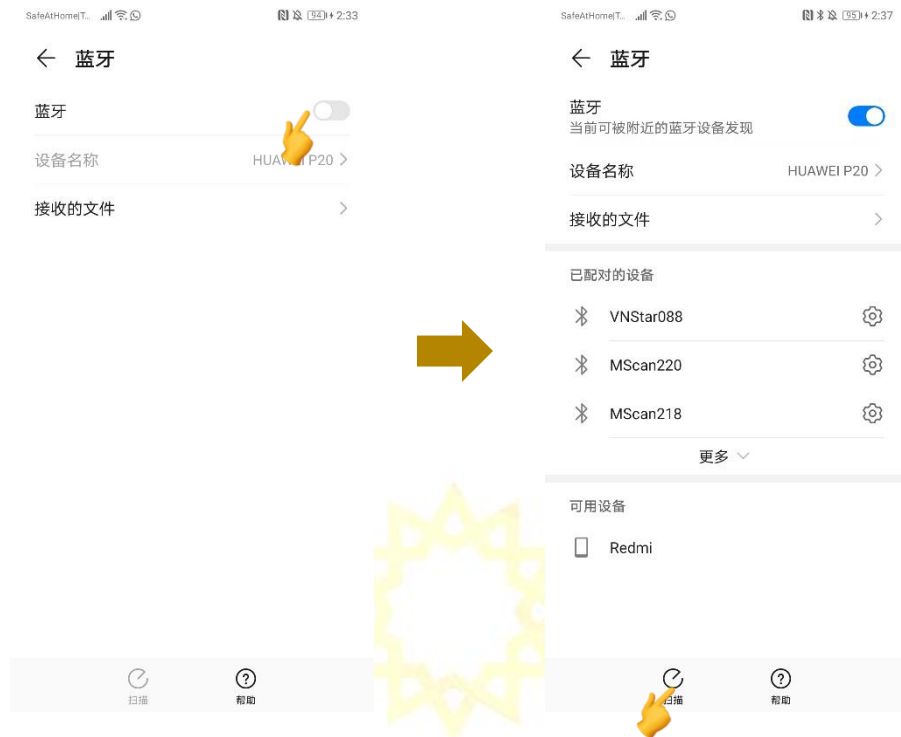 SafeAtHome|T... 94 2:33
蓝牙
蓝牙
设备名称
接收的文件
扫描
帮助
SafeAtHome|T... 95 2:37
蓝牙
蓝牙
当前可被附近的蓝牙设备发现
设备名称 HUAWEI P20
接收的文件
已配对的设备
VNStar088
MScan220
MScan218
更多
可用设备
Redmi
扫描
帮助